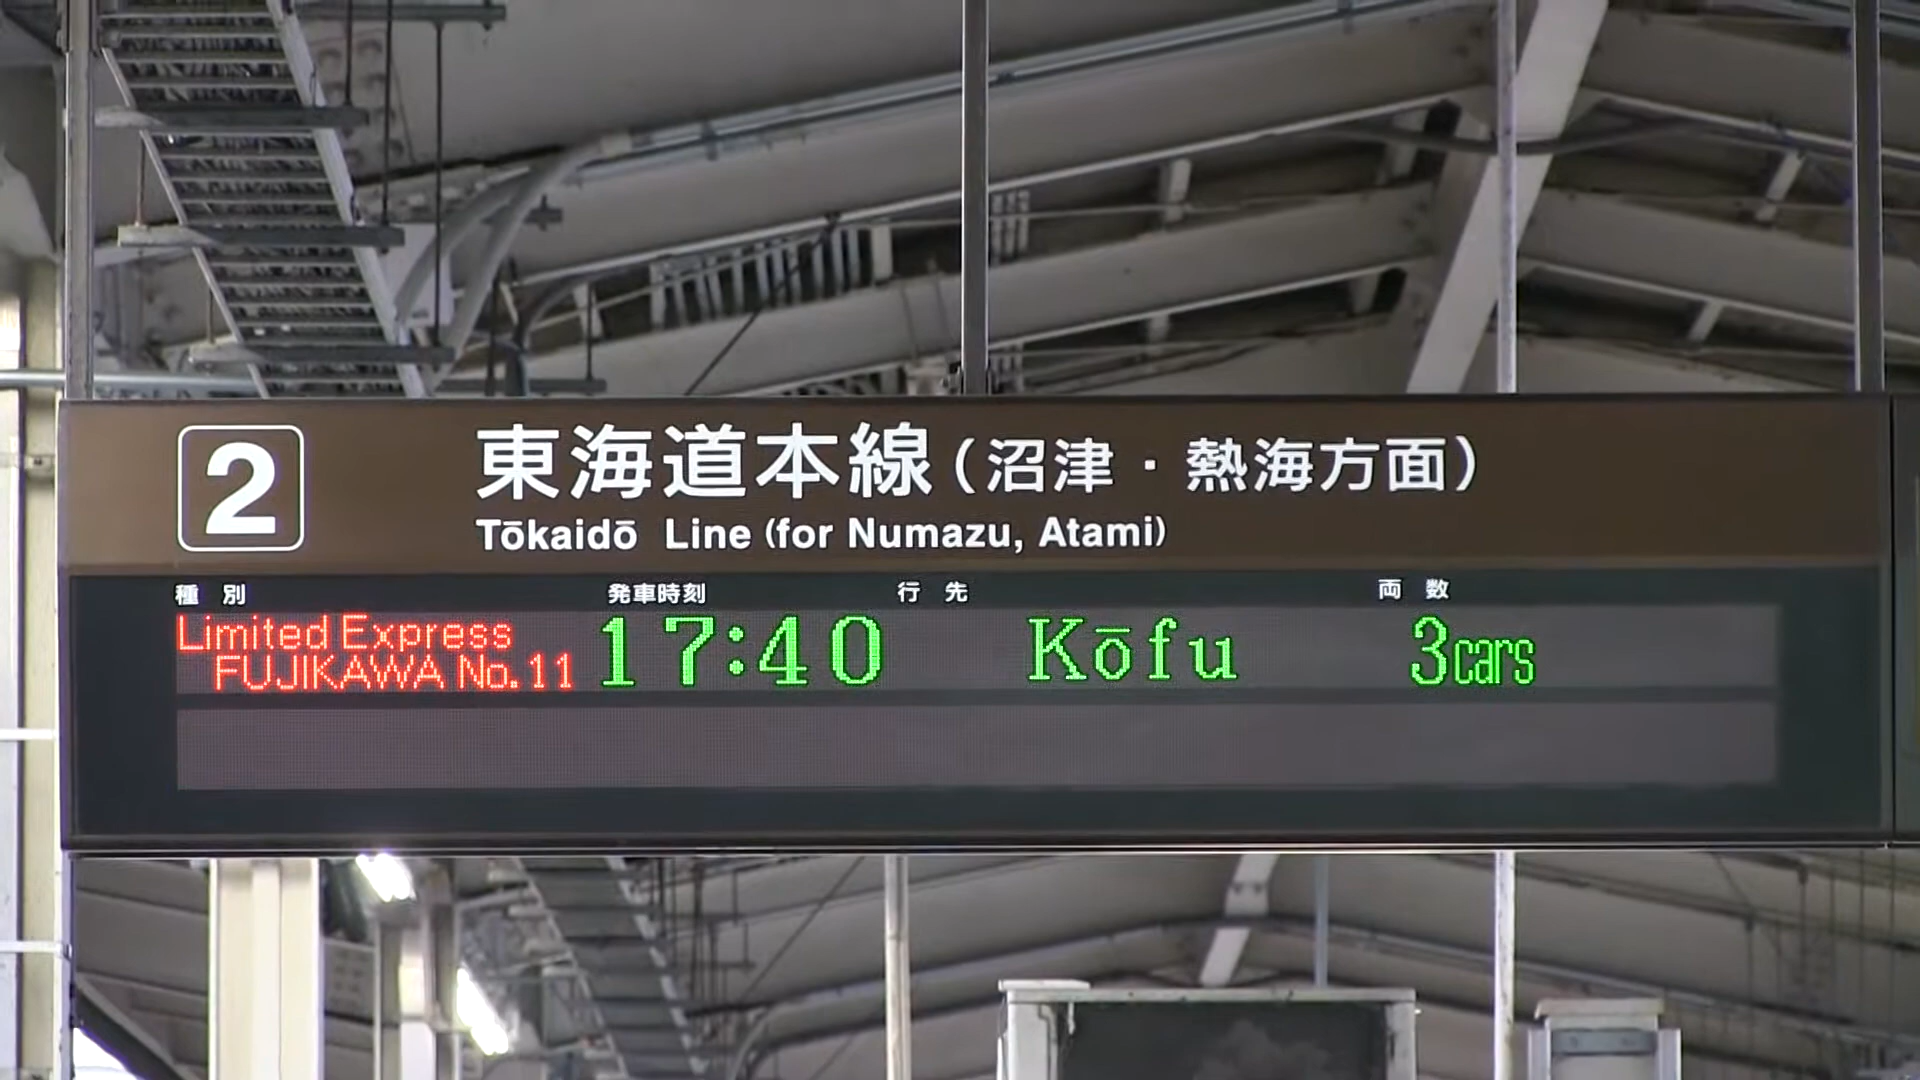 2
東海道本線(沼津・熱海方面)
Tōkaidō Line (for Numazu, Atami)
種別 発車時刻 行先 両数
Limited Express
FUJIKAWA No.11 17:40 Kōfu 3cars